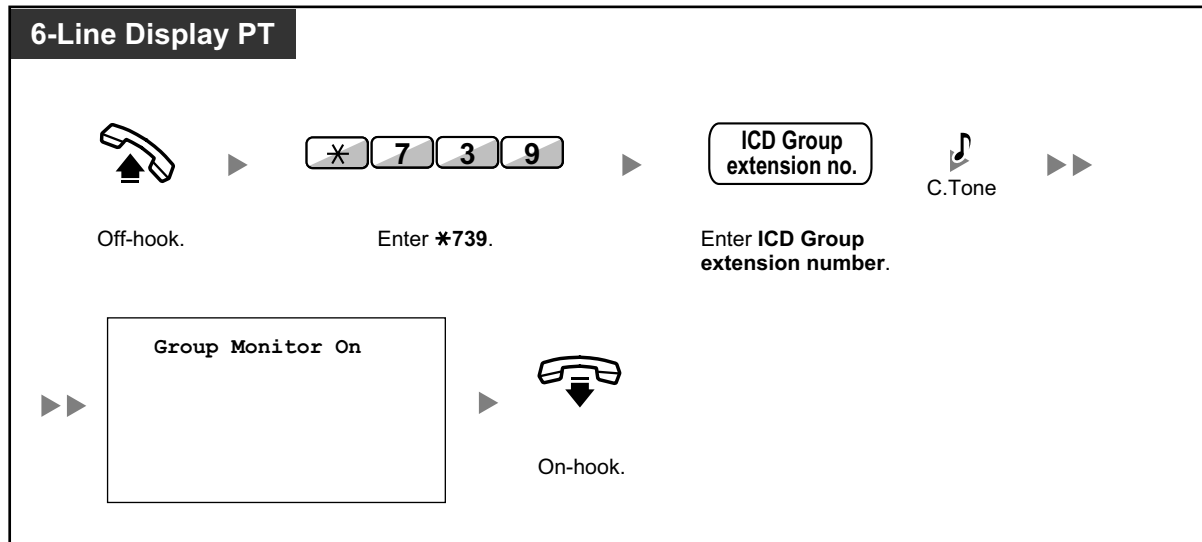 6-Line Display PT
✳ 7 3 9
ICD Group
extension no.
C.Tone
Off-hook.
Enter ✳739.
Enter ICD Group
extension number.
Group Monitor On
On-hook.